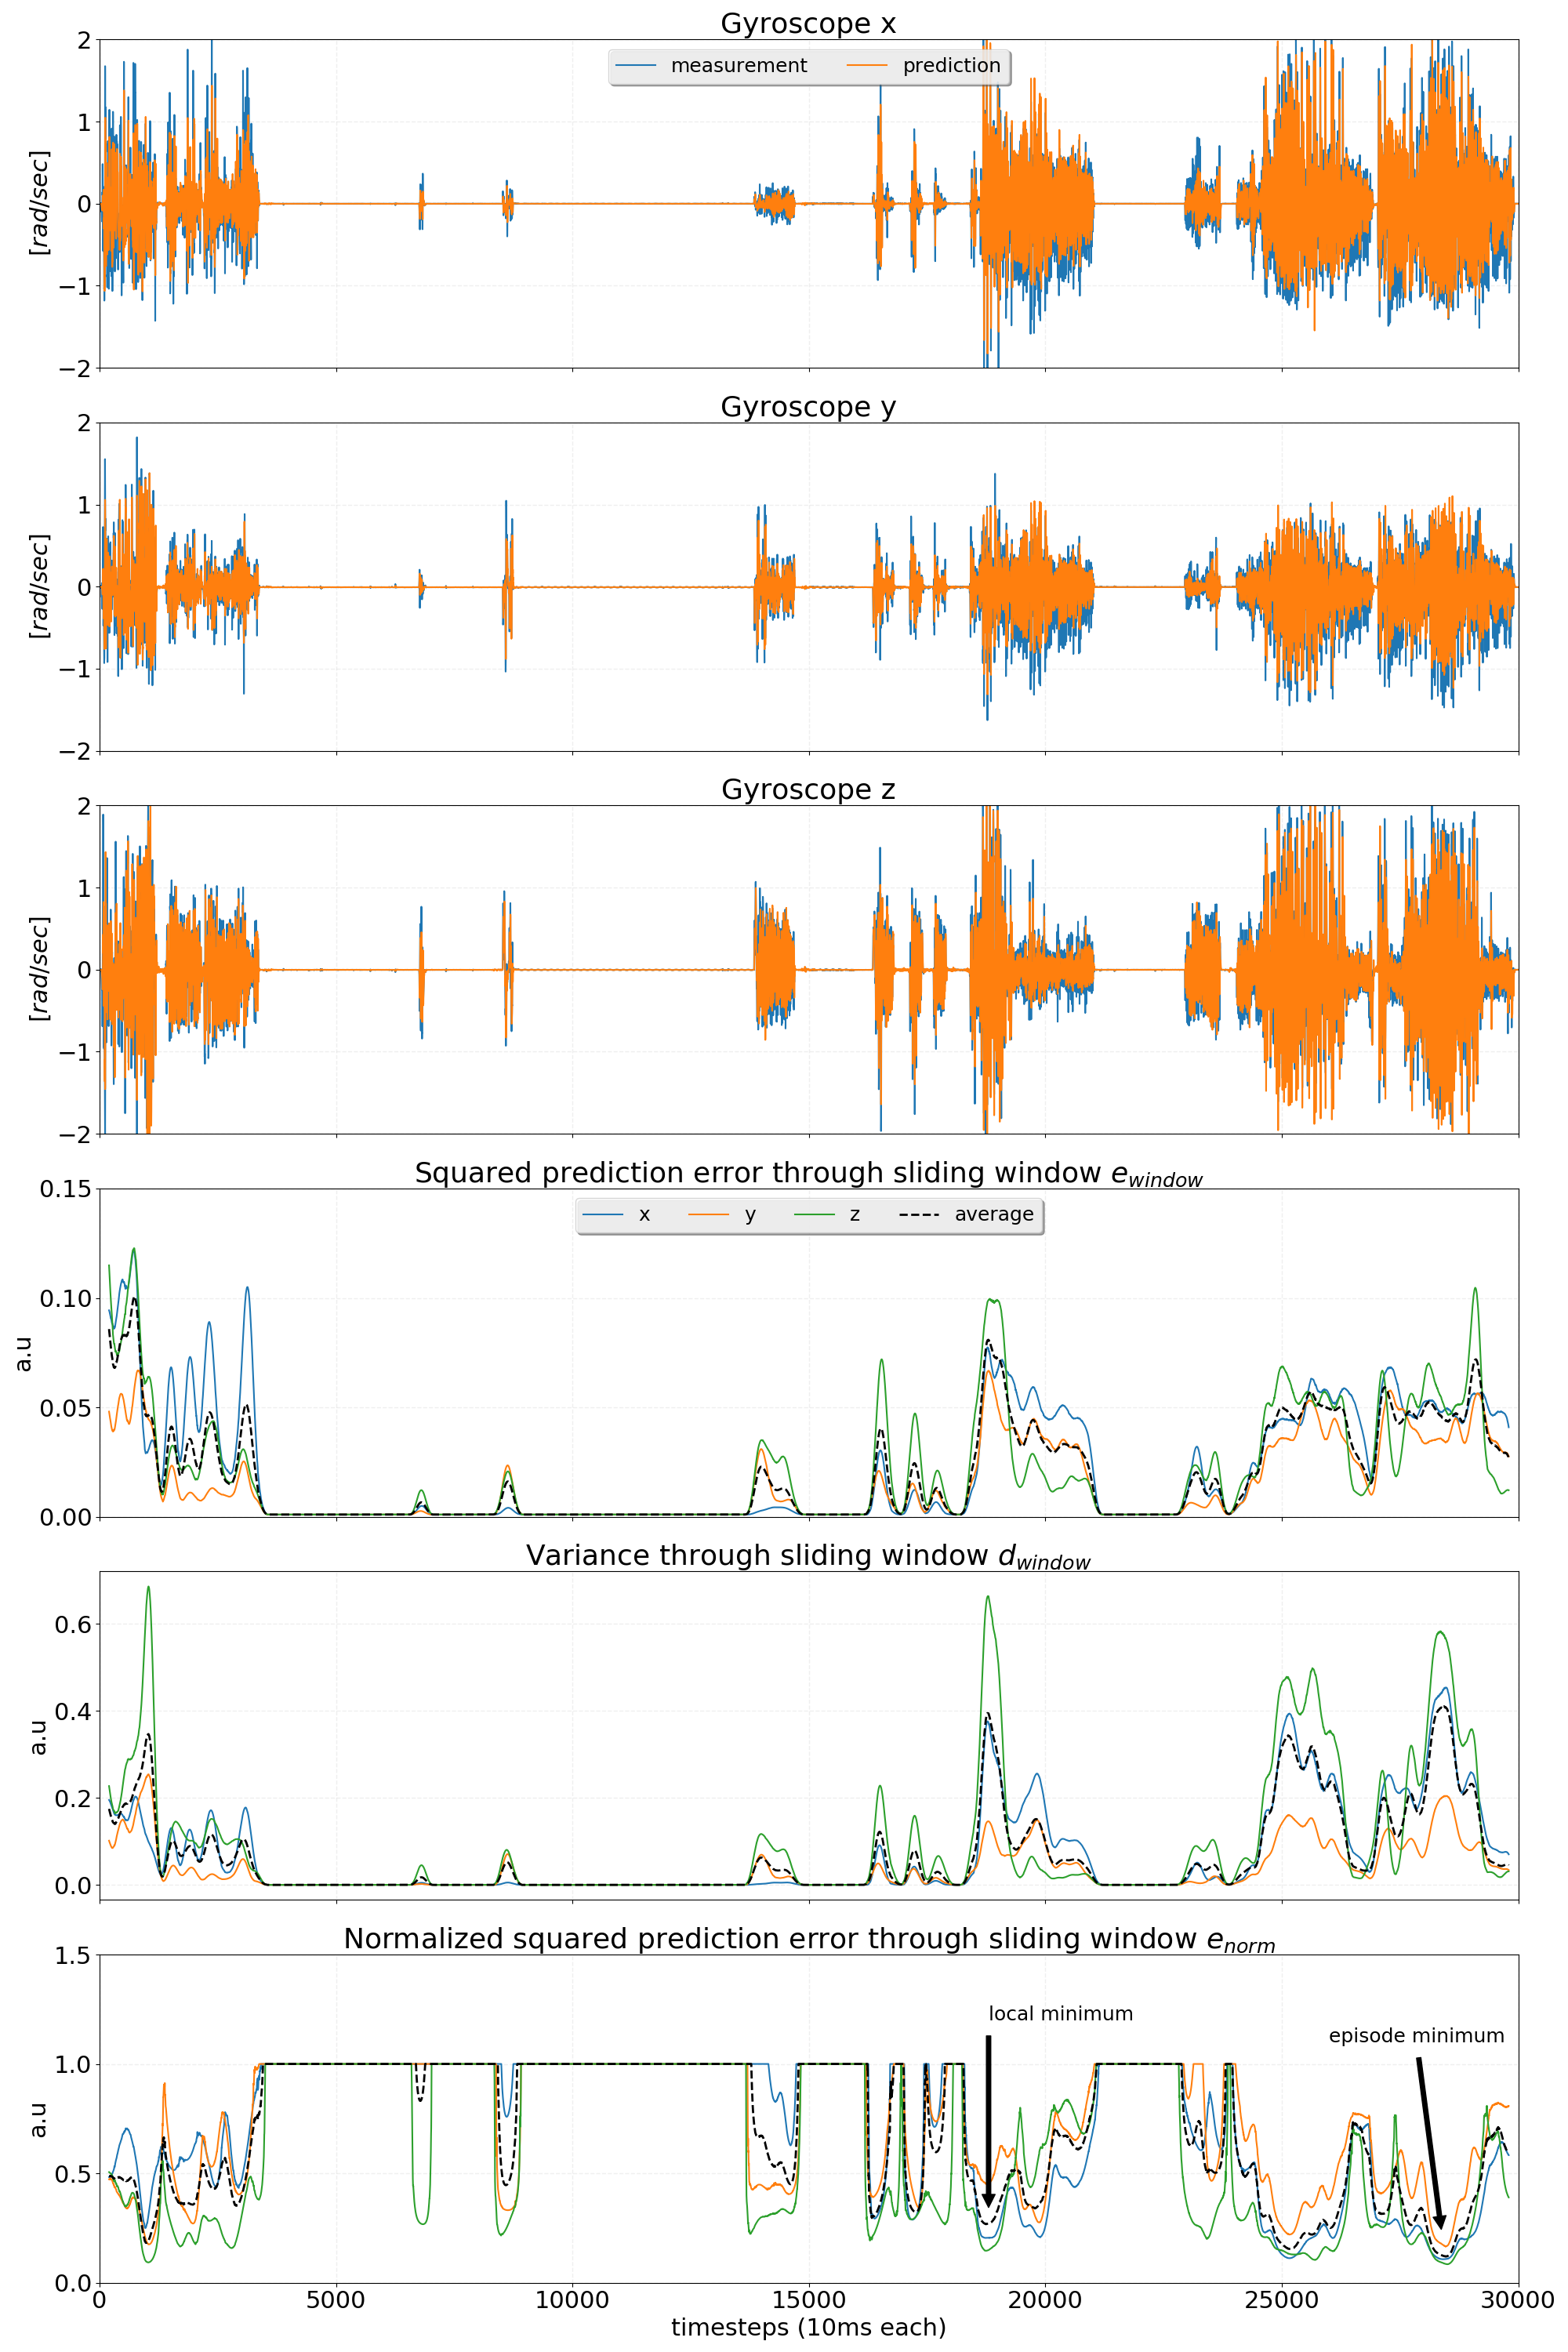 Gyroscope x
2
measurement prediction
1
0
−1
−2
[rad/sec]
Gyroscope y
2
1
0
−1
−2
[rad/sec]
Gyroscope z
2
1
0
−1
−2
[rad/sec]
Squared prediction error through sliding window e_window
0.15
x y z average
0.10
0.05
0.00
a.u
Variance through sliding window d_window
0.6
0.4
0.2
0.0
a.u
Normalized squared prediction error through sliding window e_norm
1.5
local minimum
episode minimum
1.0
0.5
0.0
a.u
0 5000 10000 15000 20000 25000 30000
timesteps (10ms each)